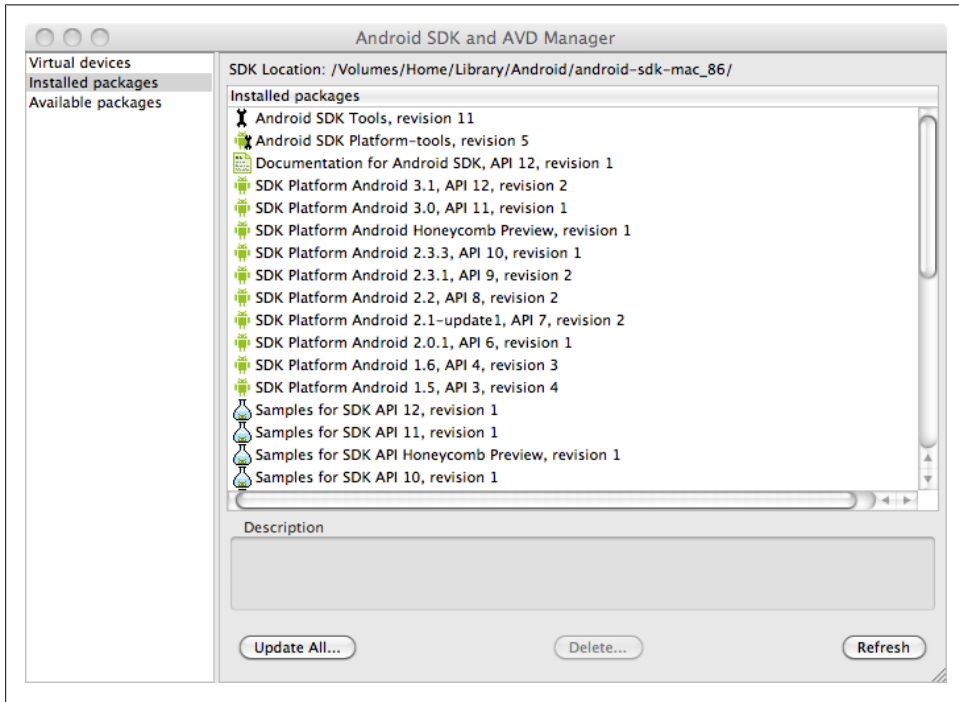 Android SDK and AVD Manager
Virtual devices
Installed packages
Available packages
SDK Location: /Volumes/Home/Library/Android/android-sdk-mac_86/
Installed packages
Android SDK Tools, revision 11
Android SDK Platform-tools, revision 5
Documentation for Android SDK, API 12, revision 1
SDK Platform Android 3.1, API 12, revision 2
SDK Platform Android 3.0, API 11, revision 1
SDK Platform Android Honeycomb Preview, revision 1
SDK Platform Android 2.3.3, API 10, revision 1
SDK Platform Android 2.3.1, API 9, revision 2
SDK Platform Android 2.2, API 8, revision 2
SDK Platform Android 2.1-update1, API 7, revision 2
SDK Platform Android 2.0.1, API 6, revision 1
SDK Platform Android 1.6, API 4, revision 3
SDK Platform Android 1.5, API 3, revision 4
Samples for SDK API 12, revision 1
Samples for SDK API 11, revision 1
Samples for SDK API Honeycomb Preview, revision 1
Samples for SDK API 10, revision 1
Description
Update All...
Delete...
Refresh